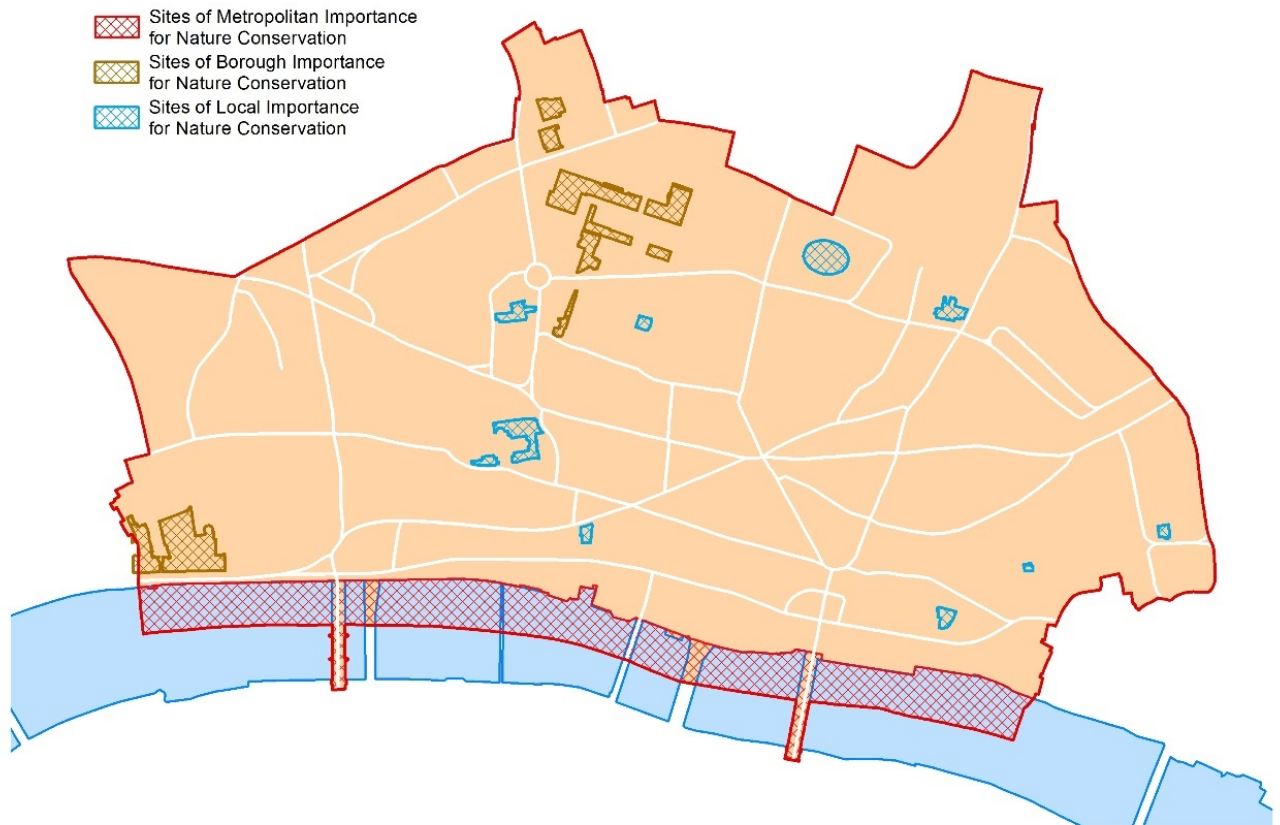 Sites of Metropolitan Importance
for Nature Conservation
Sites of Borough Importance
for Nature Conservation
Sites of Local Importance
for Nature Conservation